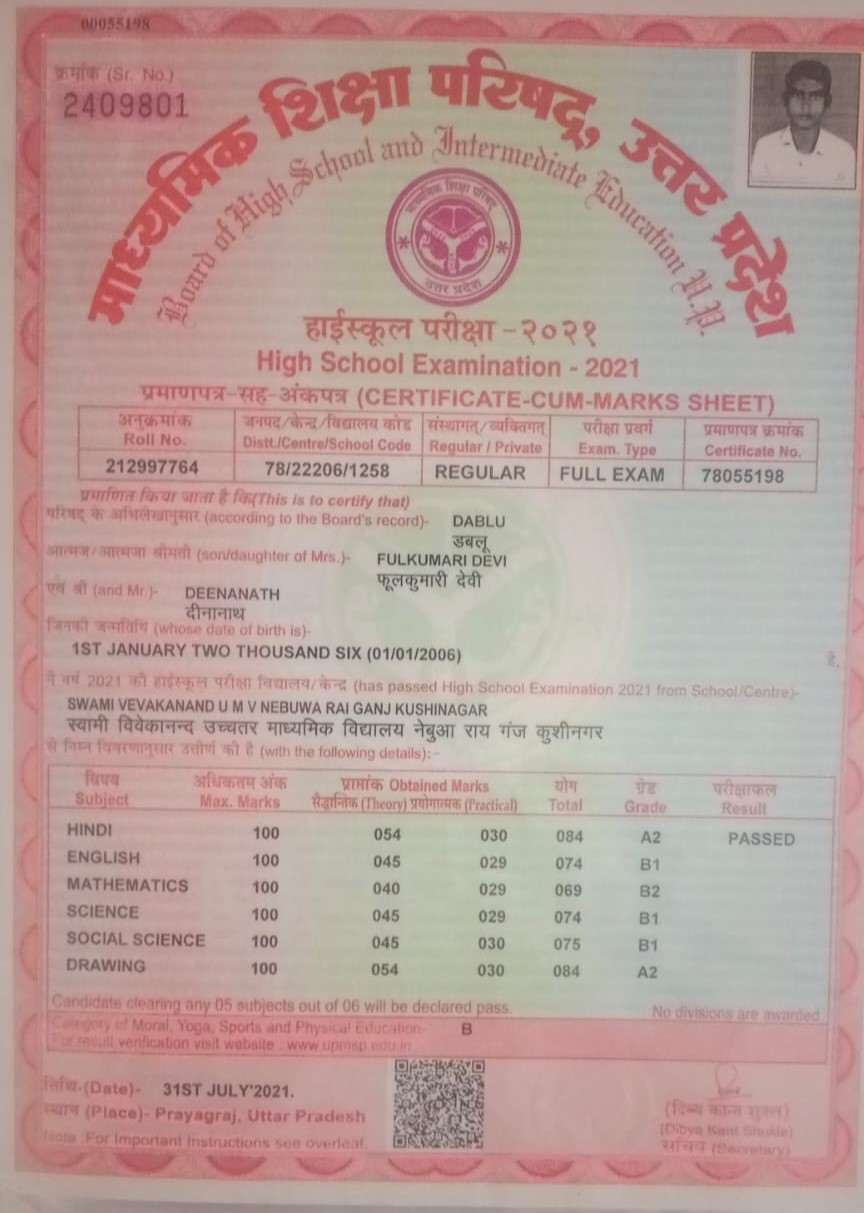 00055198
क्रमांक (Sr. No.)
2409801
माध्यमिक शिक्षा परिषद्, उत्तर प्रदेश
Board of High School and Intermediate Education U.P.
माध्यमिक शिक्षा परिषद्
उत्तर प्रदेश
हाईस्कूल परीक्षा -२०२१
High School Examination - 2021
प्रमाणपत्र-सह-अंकपत्र (CERTIFICATE-CUM-MARKS SHEET)
अनुक्रमांक जनपद/केन्द्र/विद्यालय कोड संस्थागत/व्यक्तिगत परीक्षा प्रवर्ग प्रमाणपत्र क्रमांक
Roll No. Distt./Centre/School Code Regular / Private Exam. Type Certificate No.
212997764 78/22206/1258 REGULAR FULL EXAM 78055198
प्रमाणित किया जाता है कि(This is to certify that)
परिषद के अभिलेखानुसार (according to the Board's record)- DABLU
डबलू
आत्मज/आत्मजा श्रीमती (son/daughter of Mrs.)- FULKUMARI DEVI
फूलकुमारी देवी
एवं श्री (and Mr.)- DEENANATH
दीनानाथ
जिनकी जन्मतिथि (whose date of birth is)-
1ST JANUARY TWO THOUSAND SIX (01/01/2006) है,
ने वर्ष 2021 की हाईस्कूल परीक्षा विद्यालय/केन्द्र (has passed High School Examination 2021 from School/Centre)-
SWAMI VEVAKANAND U M V NEBUWA RAI GANJ KUSHINAGAR
स्वामी विवेकानन्द उच्चतर माध्यमिक विद्यालय नेबुआ राय गंज कुशीनगर
से निम्न विवरणानुसार उत्तीर्ण की है (with the following details):-
विषय अधिकतम अंक प्राप्तांक Obtained Marks योग ग्रेड परीक्षाफल
Subject Max. Marks सैद्धान्तिक (Theory) प्रयोगात्मक (Practical) Total Grade Result
HINDI 100 054 030 084 A2 PASSED
ENGLISH 100 045 029 074 B1
MATHEMATICS 100 040 029 069 B2
SCIENCE 100 045 029 074 B1
SOCIAL SCIENCE 100 045 030 075 B1
DRAWING 100 054 030 084 A2
Candidate clearing any 05 subjects out of 06 will be declared pass. No divisions are awarded
Category of Moral, Yoga, Sports and Physical Education- B
For result verification visit website : www.upmsp.edu.in
तिथि-(Date)- 31ST JULY'2021.
स्थान (Place)- Prayagraj, Uttar Pradesh
Note :For Important Instructions see overleaf.
(दिव्य कान्त शुक्ल)
(Dibya Kant Shukla)
सचिव (Secretary)